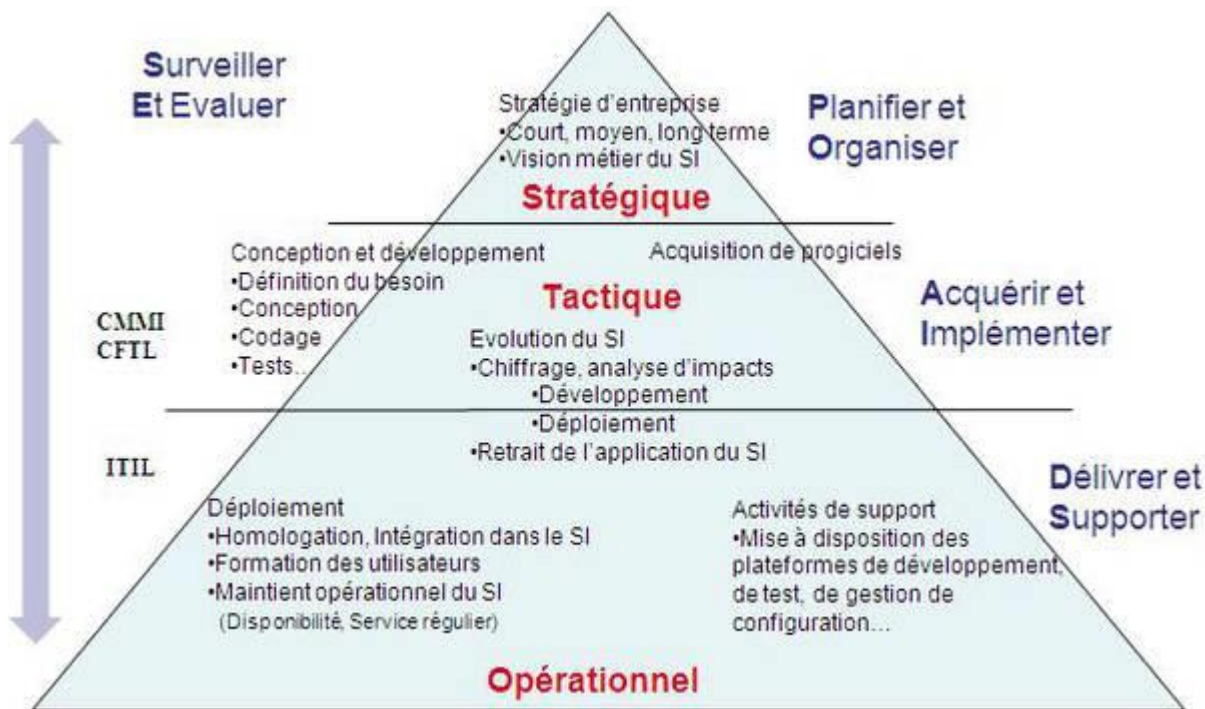 Surveiller
Et Evaluer
Stratégie d'entreprise
•Court, moyen, long terme
•Vision métier du SI
Stratégique
Planifier et
Organiser
Conception et développement
•Définition du besoin
•Conception
•Codage
•Tests...
Acquisition de progiciels
Tactique
CMMI
CFTL
Evolution du SI
•Chiffrage, analyse d'impacts
•Développement
•Déploiement
•Retrait de l'application du SI
Acquérir et
Implémenter
ITIL
Déploiement
•Homologation, Intégration dans le SI
•Formation des utilisateurs
•Maintient opérationnel du SI
(Disponibilité, Service régulier)
Activités de support
•Mise à disposition des
plateformes de développement,
de test, de gestion de
configuration...
Délivrer et
Supporter
Opérationnel